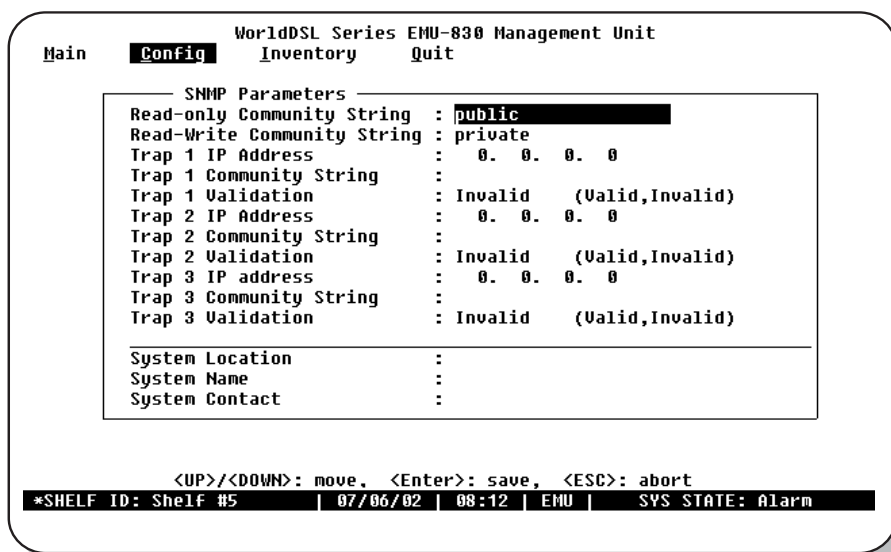 WorldDSL Series EMU-830 Management Unit
Main Config Inventory Quit
SNMP Parameters
Read-only Community String : public
Read-Write Community String : private
Trap 1 IP Address : 0. 0. 0. 0
Trap 1 Community String :
Trap 1 Validation : Invalid (Valid,Invalid)
Trap 2 IP Address : 0. 0. 0. 0
Trap 2 Community String :
Trap 2 Validation : Invalid (Valid,Invalid)
Trap 3 IP address : 0. 0. 0. 0
Trap 3 Community String :
Trap 3 Validation : Invalid (Valid,Invalid)
System Location :
System Name :
System Contact :
<UP>/<DOWN>: move, <Enter>: save, <ESC>: abort
*SHELF ID: Shelf #5 | 07/06/02 | 08:12 | EMU | SYS STATE: Alarm